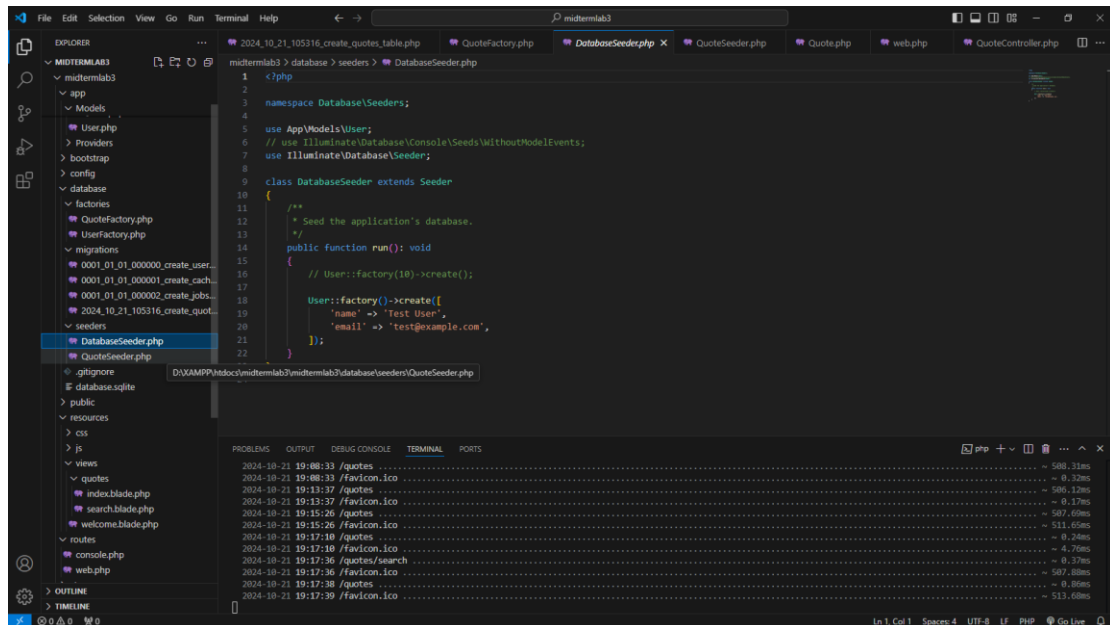 File Edit Selection View Go Run Terminal Help
midtermlab3
EXPLORER
2024_10_21_105316_create_quotes_table.php QuoteFactory.php DatabaseSeeder.php QuoteSeeder.php Quote.php web.php QuoteController.php
MIDTERMLAB3
midtermlab3
app
Models
User.php
Providers
bootstrap
config
database
factories
QuoteFactory.php
UserFactory.php
migrations
0001_01_01_000000_create_user...
0001_01_01_000001_create_cach...
0001_01_01_000002_create_jobs...
2024_10_21_105316_create_quot...
seeders
DatabaseSeeder.php
QuoteSeeder.php
.gitignore
database.sqlite
public
resources
css
js
views
quotes
index.blade.php
search.blade.php
welcome.blade.php
routes
console.php
web.php
OUTLINE
TIMELINE
midtermlab3 > database > seeders > DatabaseSeeder.php
1 <?php
2
3 namespace Database\Seeders;
4
5 use App\Models\User;
6 // use Illuminate\Database\Console\Seeds\WithoutModelEvents;
7 use Illuminate\Database\Seeder;
8
9 class DatabaseSeeder extends Seeder
10 {
11 /**
12 * Seed the application's database.
13 */
14 public function run(): void
15 {
16 // User::factory(10)->create();
17
18 User::factory()->create([
19 'name' => 'Test User',
20 'email' => 'test@example.com',
21 ]);
22 }
D:\XAMPP\htdocs\midtermlab3\midtermlab3\database\seeders\QuoteSeeder.php
PROBLEMS OUTPUT DEBUG CONSOLE TERMINAL PORTS
php
2024-10-21 19:08:33 /quotes ~ 508.31ms
2024-10-21 19:08:33 /favicon.ico ~ 0.32ms
2024-10-21 19:13:37 /quotes ~ 506.12ms
2024-10-21 19:13:37 /favicon.ico ~ 0.17ms
2024-10-21 19:15:26 /quotes ~ 507.69ms
2024-10-21 19:15:26 /favicon.ico ~ 511.65ms
2024-10-21 19:17:10 /quotes ~ 0.24ms
2024-10-21 19:17:10 /favicon.ico ~ 4.76ms
2024-10-21 19:17:36 /quotes/search ~ 0.37ms
2024-10-21 19:17:36 /favicon.ico ~ 507.88ms
2024-10-21 19:17:38 /quotes ~ 0.86ms
2024-10-21 19:17:39 /favicon.ico ~ 513.68ms
0 0 0 Ln 1, Col 1 Spaces: 4 UTF-8 LF PHP Go Live